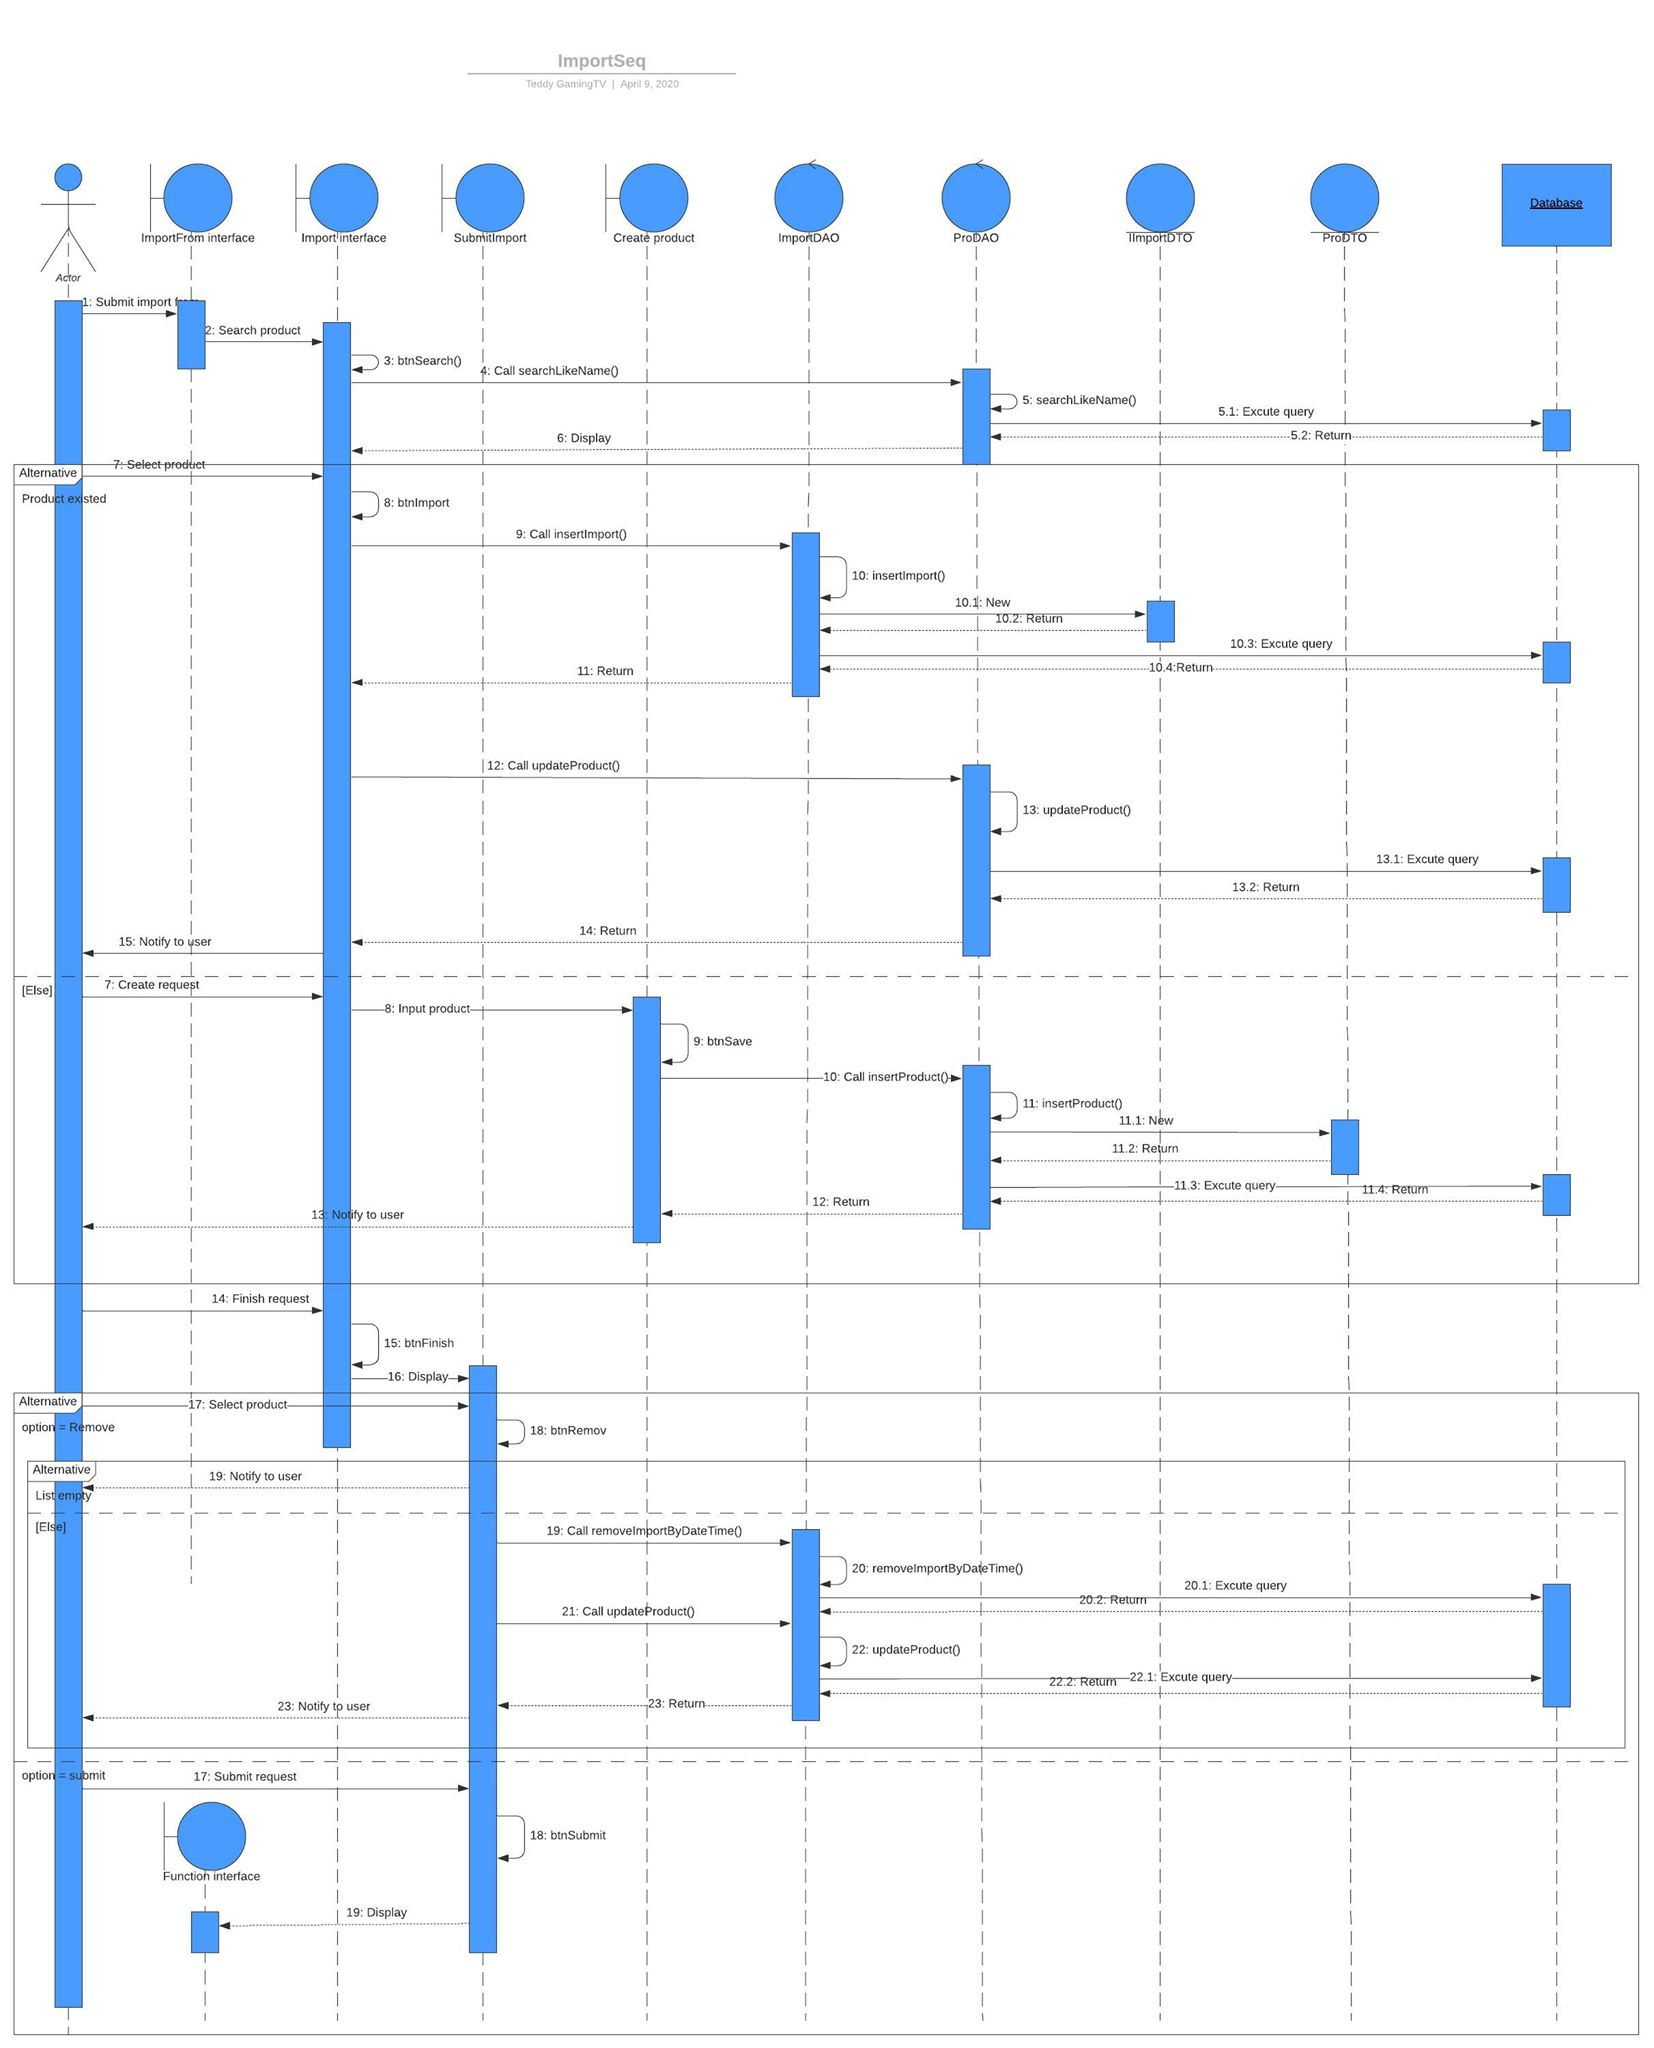 ImportSeq
Teddy GamingTV | April 9, 2020
ImportFrom interface
Import interface
SubmitImport
Create product
ImportDAO
ProDAO
IImportDTO
ProDTO
Database
Actor
1: Submit import from
2: Search product
3: btnSearch()
4: Call searchLikeName()
5: searchLikeName()
5.1: Excute query
5.2: Return
6: Display
Alternative
7: Select product
Product existed
8: btnImport
9: Call insertImport()
10: insertImport()
10.1: New
10.2: Return
10.3: Excute query
10.4:Return
11: Return
12: Call updateProduct()
13: updateProduct()
13.1: Excute query
13.2: Return
14: Return
15: Notify to user
[Else]
7: Create request
8: Input product
9: btnSave
10: Call insertProduct()
11: insertProduct()
11.1: New
11.2: Return
11.3: Excute query
11.4: Return
12: Return
13: Notify to user
14: Finish request
15: btnFinish
16: Display
Alternative
17: Select product
option = Remove
18: btnRemov
Alternative
19: Notify to user
List empty
[Else]
19: Call removeImportByDateTime()
20: removeImportByDateTime()
20.1: Excute query
20.2: Return
21: Call updateProduct()
22: updateProduct()
22.1: Excute query
22.2: Return
23: Return
23: Notify to user
option = submit
17: Submit request
18: btnSubmit
Function interface
19: Display